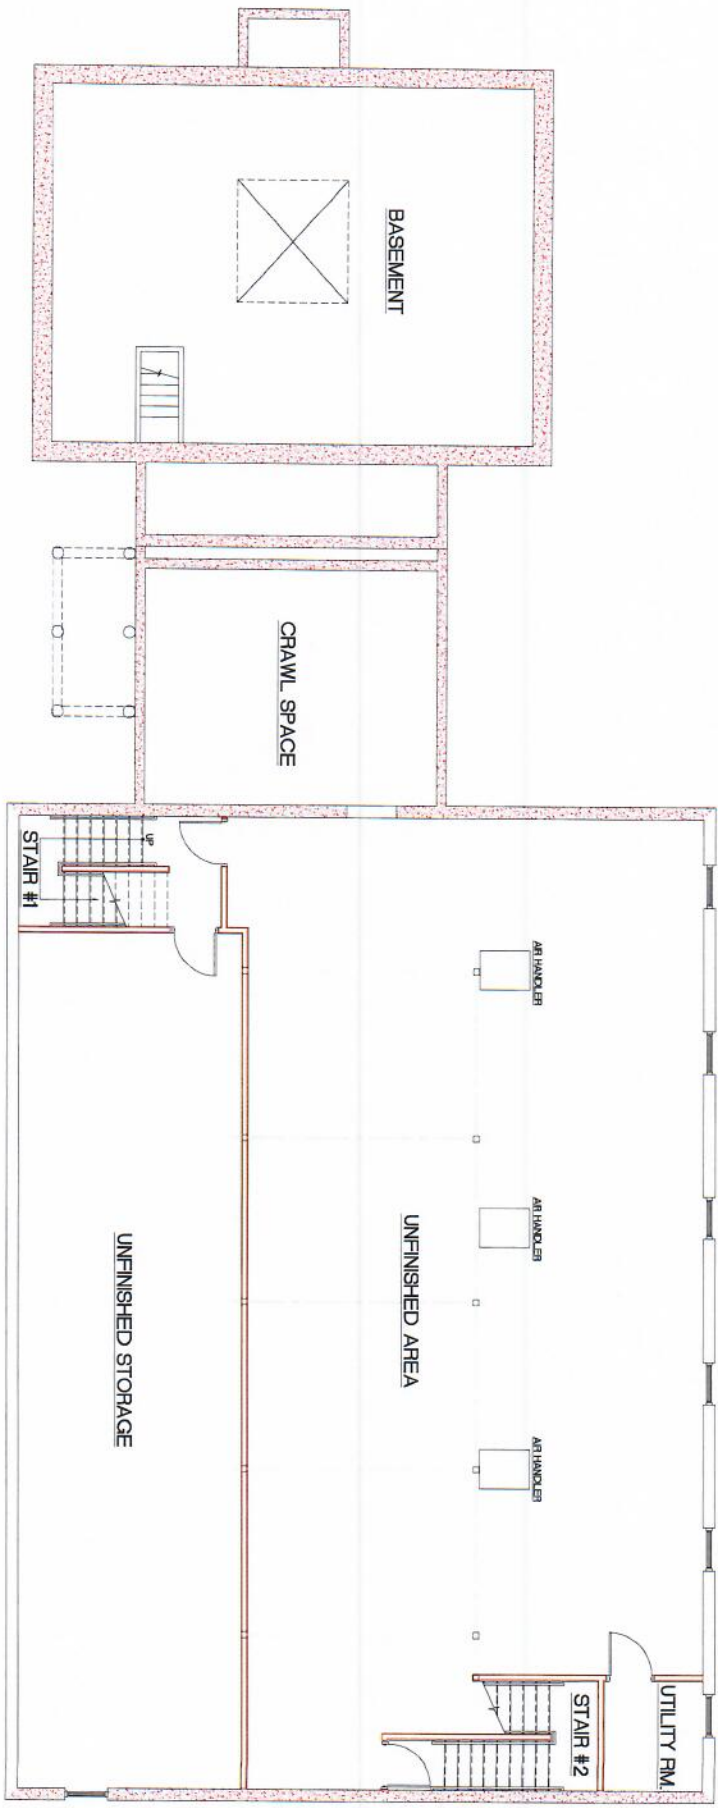 BASEMENT
CRAWL SPACE
UP
STAIR #1
AIR HANDLER
AIR HANDLER
AIR HANDLER
UNFINISHED AREA
UNFINISHED STORAGE
STAIR #2
UTILITY RM.